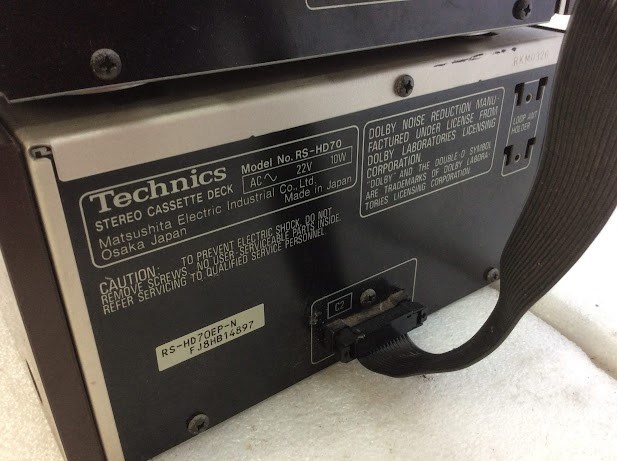 Technics
STEREO CASSETTE DECK
Model No. RS-HD70
AC 22V 10W
Matsushita Electric Industrial Co., Ltd.
Osaka Japan
Made in Japan
DOLBY NOISE REDUCTION MANU-
FACTURED UNDER LICENSE FROM
DOLBY LABORATORIES LICENSING
CORPORATION.
"DOLBY" AND THE DOUBLE-D SYMBOL
ARE TRADEMARKS OF DOLBY LABORA-
TORIES LICENSING CORPORATION.
LOOP ANT
HOLDER
CAUTION: TO PREVENT ELECTRIC SHOCK, DO NOT
REMOVE SCREWS. NO USER-SERVICEABLE PARTS INSIDE.
REFER SERVICING TO QUALIFIED SERVICE PERSONNEL.
C2
RS-HD70EP-N
FJ8HB14897